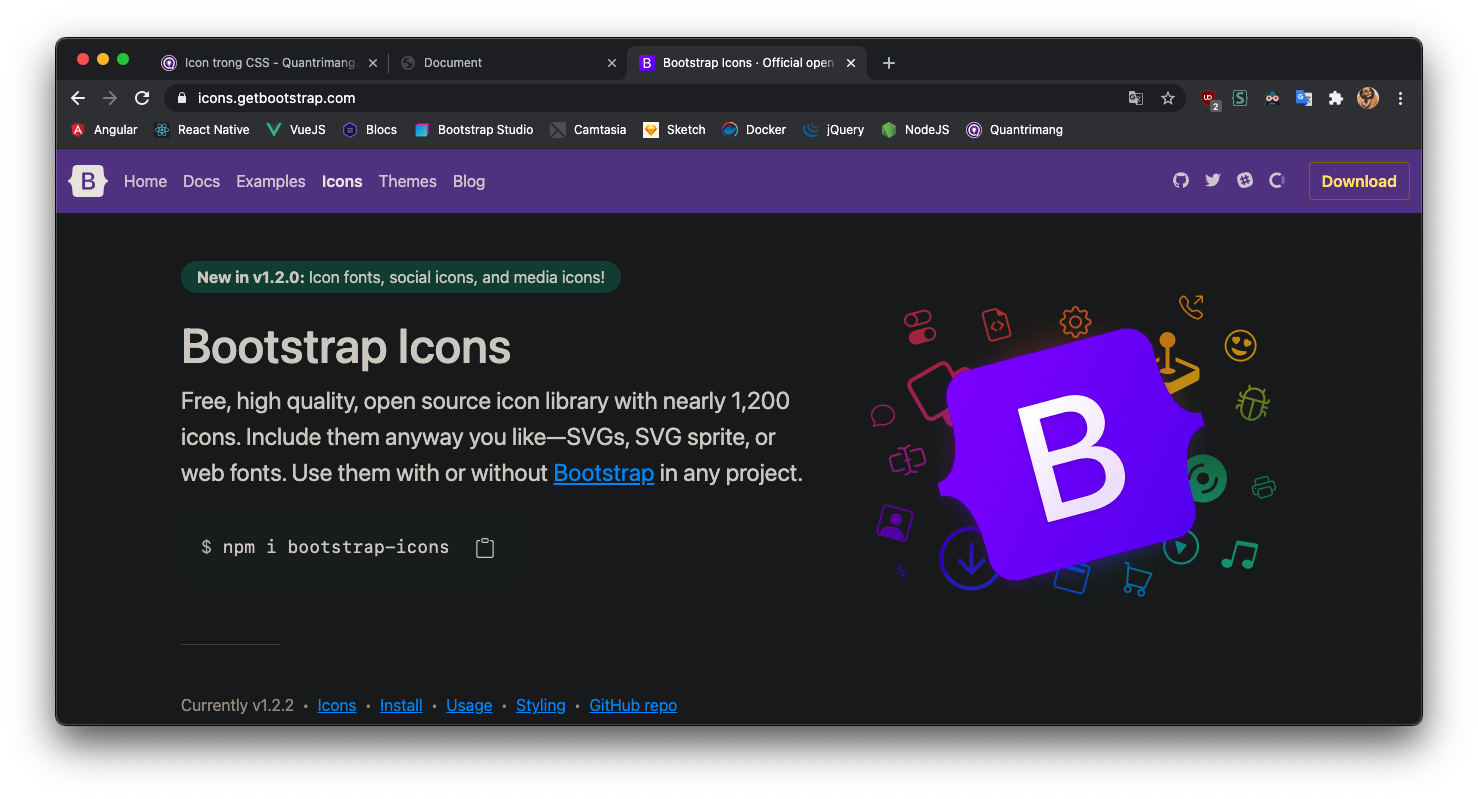 Icon trong CSS - Quantrimang.
Document
Bootstrap Icons · Official open
icons.getbootstrap.com
2
Angular
React Native
VueJS
Blocs
Bootstrap Studio
Camtasia
Sketch
Docker
jQuery
NodeJS
Quantrimang
B Home Docs Examples Icons Themes Blog
Download
New in v1.2.0: Icon fonts, social icons, and media icons!
Bootstrap Icons
Free, high quality, open source icon library with nearly 1,200
icons. Include them anyway you like—SVGs, SVG sprite, or
web fonts. Use them with or without Bootstrap in any project.
$ npm i bootstrap-icons
B
Currently v1.2.2 • Icons • Install • Usage • Styling • GitHub repo